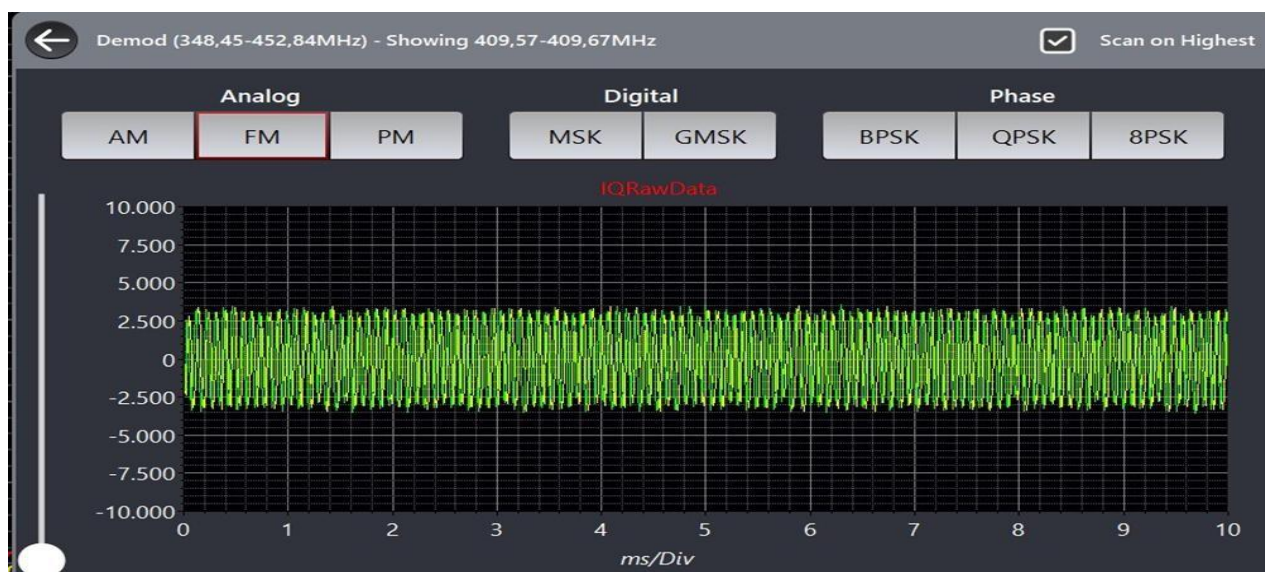 Demod (348,45-452,84MHz) - Showing 409,57-409,67MHz
Scan on Highest
Analog Digital Phase
AM FM PM MSK GMSK BPSK QPSK 8PSK
IQRawData
10.000
7.500
5.000
2.500
0
-2.500
-5.000
-7.500
-10.000
0 1 2 3 4 5 6 7 8 9 10
ms/Div